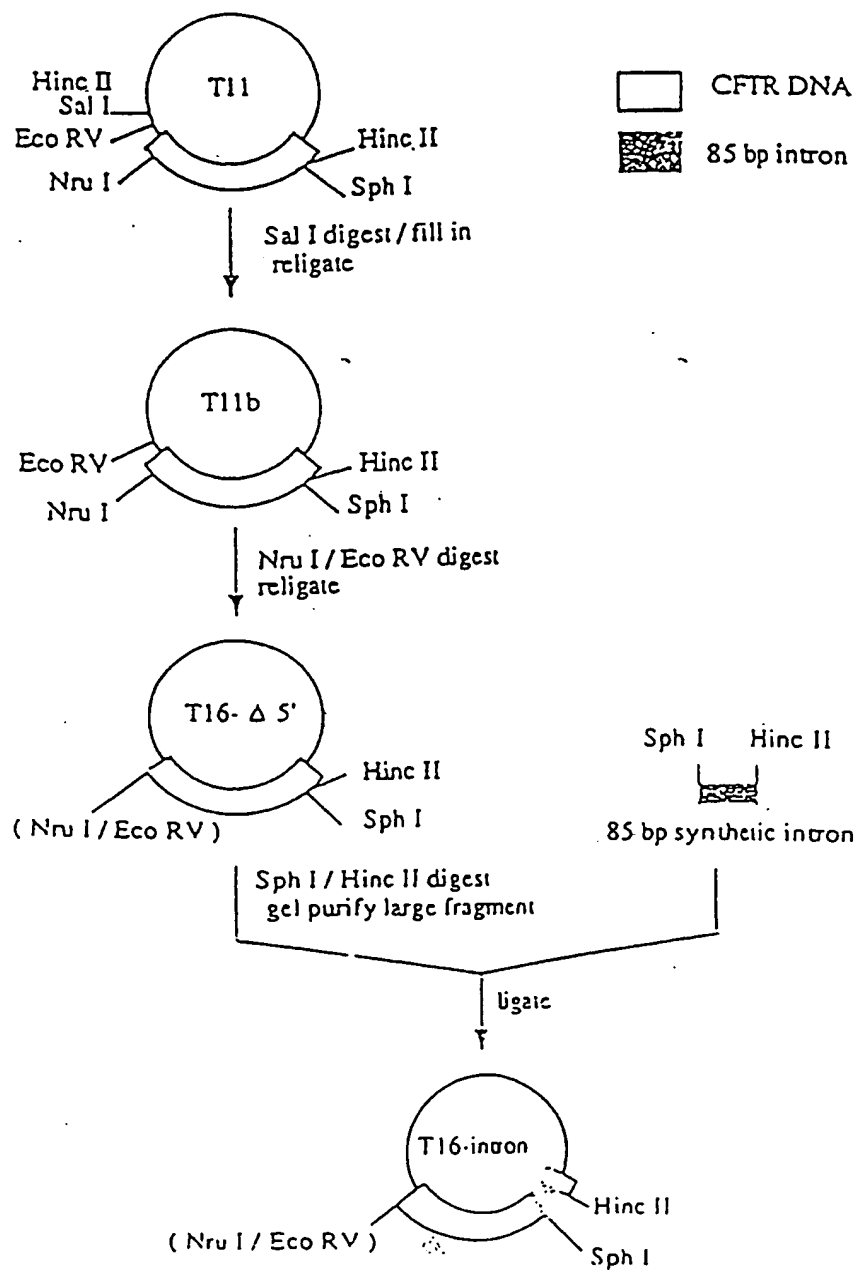 T11
Hinc II
Sal I
Eco RV
Nru I
Hinc II
Sph I
CFTR DNA
85 bp intron
Sal I digest / fill in
religate
T11b
Eco RV
Nru I
Hinc II
Sph I
Nru I / Eco RV digest
religate
T16- Δ 5'
Hinc II
Sph I
( Nru I / Eco RV )
Sph I Hinc II
85 bp synthetic intron
Sph I / Hinc II digest
gel purify large fragment
ligate
T16-intron
Hinc II
Sph I
( Nru I / Eco RV )